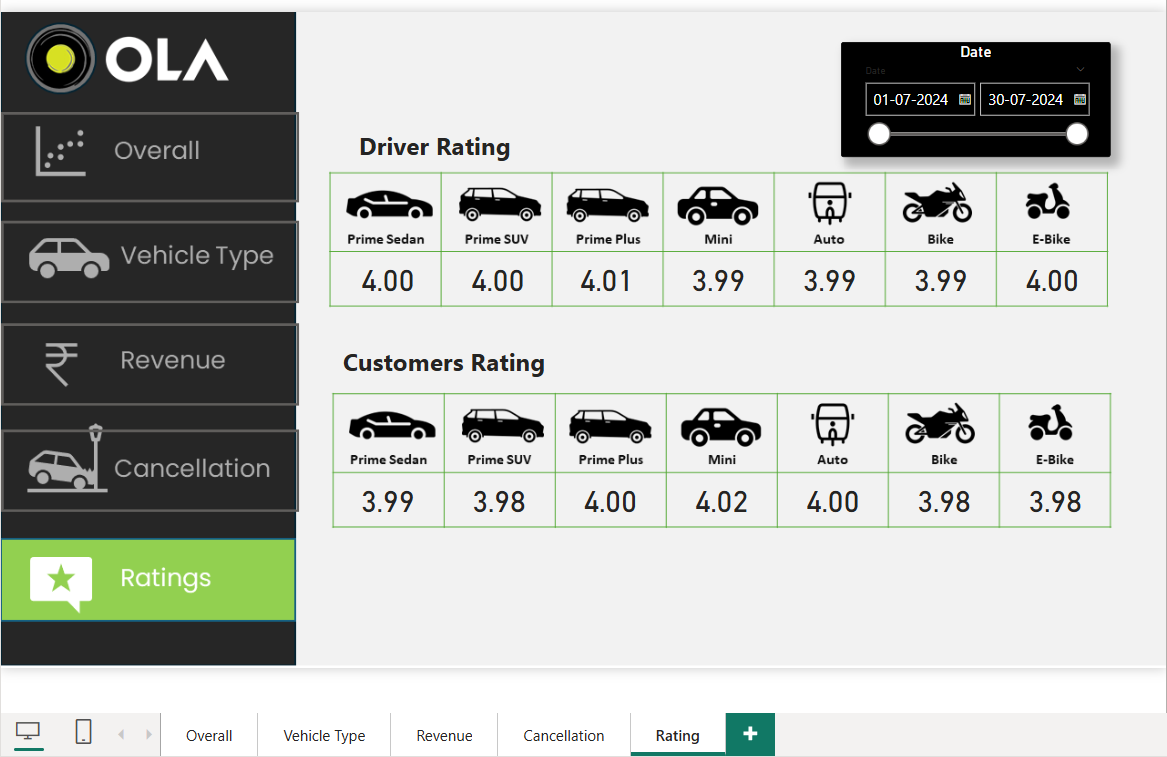 OLA
Overall
Vehicle Type
Revenue
Cancellation
Ratings
Date
Date
01-07-2024 30-07-2024
Driver Rating
Prime Sedan Prime SUV Prime Plus Mini Auto Bike E-Bike
4.00 4.00 4.01 3.99 3.99 3.99 4.00
Customers Rating
Prime Sedan Prime SUV Prime Plus Mini Auto Bike E-Bike
3.99 3.98 4.00 4.02 4.00 3.98 3.98
Overall Vehicle Type Revenue Cancellation Rating +